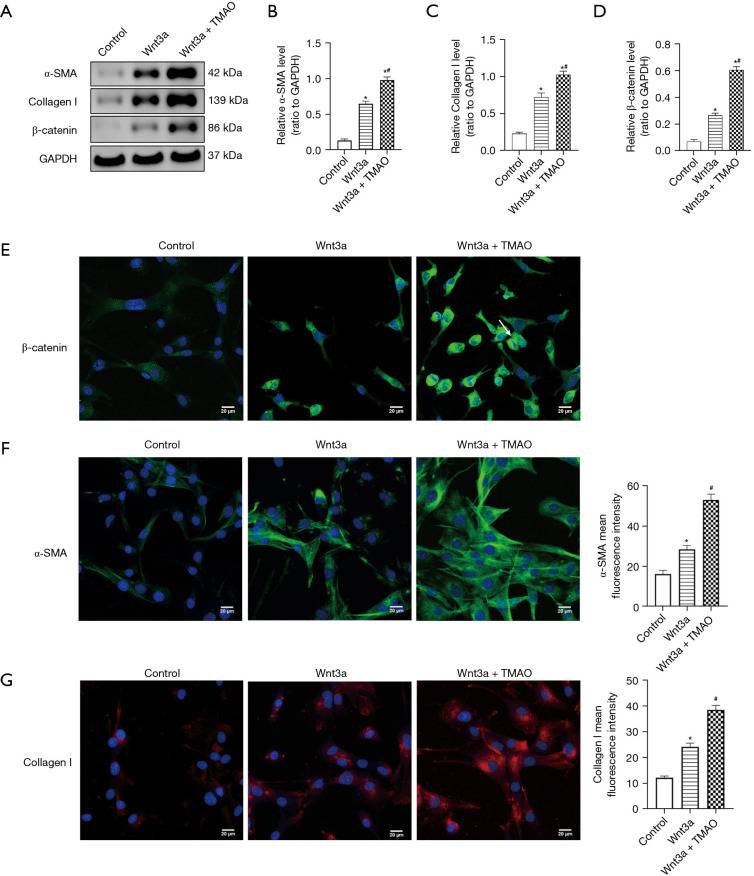 A
Control
Wnt3a
Wnt3a + TMAO
α-SMA
42 kDa
Collagen I
139 kDa
β-catenin
86 kDa
GAPDH
37 kDa
B
Relative α-SMA level
(ratio to GAPDH)
1.5
1.0
0.5
0.0
*
*#
Control
Wnt3a
Wnt3a + TMAO
C
Relative Collagen I level
(ratio to GAPDH)
1.5
1.0
0.5
0.0
*
*#
Control
Wnt3a
Wnt3a + TMAO
D
Relative β-catenin level
(ratio to GAPDH)
0.8
0.6
0.4
0.2
0.0
*
*#
Control
Wnt3a
Wnt3a + TMAO
E
Control
Wnt3a
Wnt3a + TMAO
β-catenin
20 μm
20 μm
20 μm
F
Control
Wnt3a
Wnt3a + TMAO
α-SMA
20 μm
20 μm
20 μm
α-SMA mean
fluorescence intensity
60
40
20
0
*
#
Control
Wnt3a
Wnt3a + TMAO
G
Control
Wnt3a
Wnt3a + TMAO
Collagen I
20 μm
20 μm
20 μm
Collagen I mean
fluorescence intensity
50
40
30
20
10
0
*
#
Control
Wnt3a
Wnt3a + TMAO